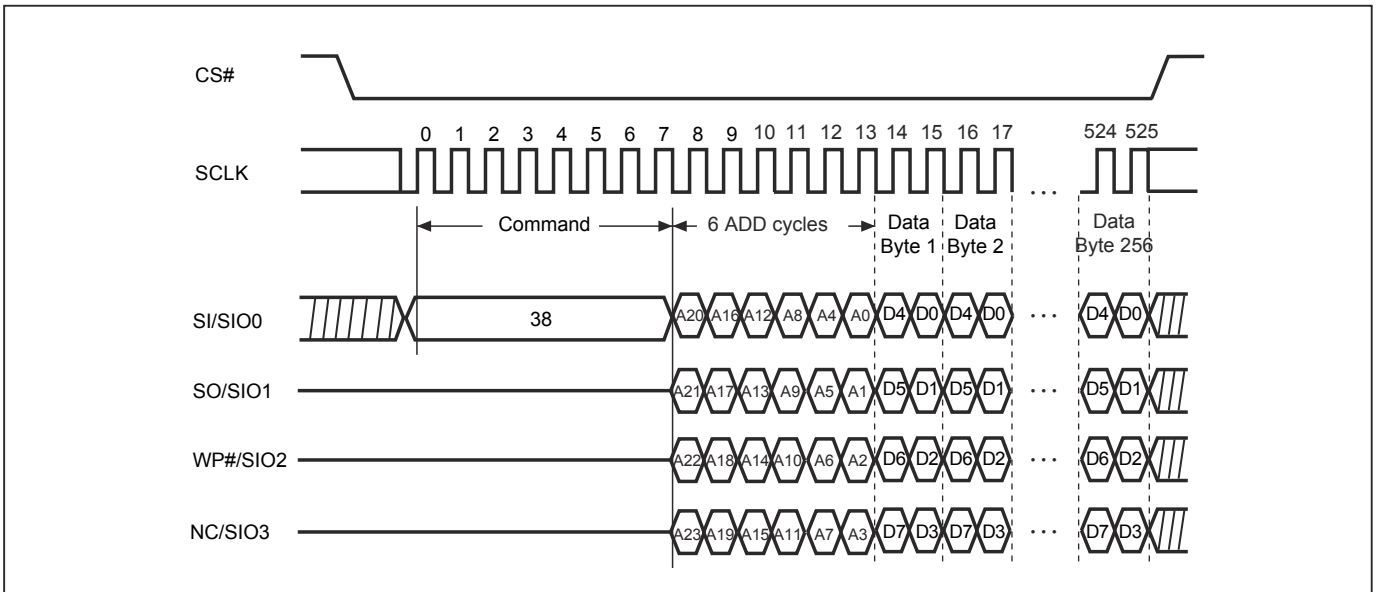 CS#
0 1 2 3 4 5 6 7 8 9 10 11 12 13 14 15 16 17 524 525
SCLK
...
Command 6 ADD cycles Data Data Data
Byte 1 Byte 2 Byte 256
SI/SIO0 38 A20 A16 A12 A8 A4 A0 D4 D0 D4 D0 ... D4 D0
SO/SIO1 A21 A17 A13 A9 A5 A1 D5 D1 D5 D1 ... D5 D1
WP#/SIO2 A22 A18 A14 A10 A6 A2 D6 D2 D6 D2 ... D6 D2
NC/SIO3 A23 A19 A15 A11 A7 A3 D7 D3 D7 D3 ... D7 D3